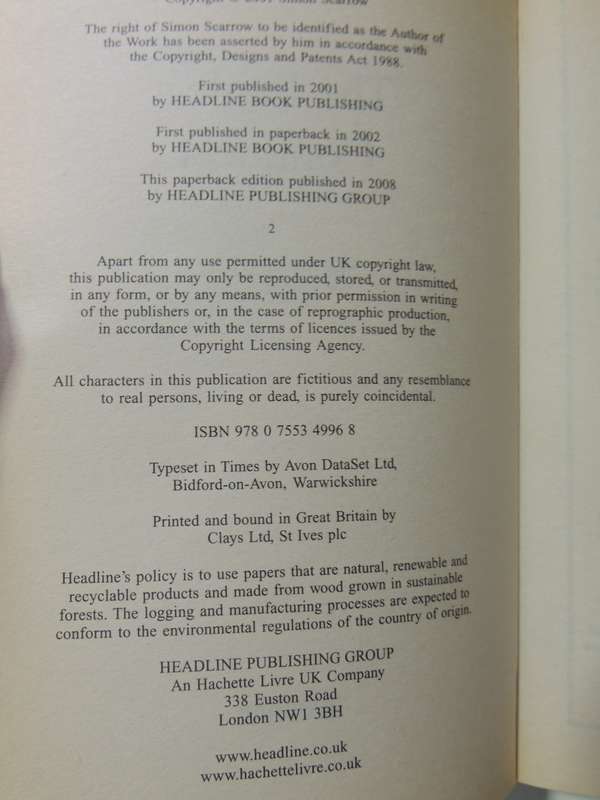 Copyright © 2001 Simon Scarrow
The right of Simon Scarrow to be identified as the Author of
the Work has been asserted by him in accordance with
the Copyright, Designs and Patents Act 1988.
First published in 2001
by HEADLINE BOOK PUBLISHING
First published in paperback in 2002
by HEADLINE BOOK PUBLISHING
This paperback edition published in 2008
by HEADLINE PUBLISHING GROUP
2
Apart from any use permitted under UK copyright law,
this publication may only be reproduced, stored, or transmitted,
in any form, or by any means, with prior permission in writing
of the publishers or, in the case of reprographic production,
in accordance with the terms of licences issued by the
Copyright Licensing Agency.
All characters in this publication are fictitious and any resemblance
to real persons, living or dead, is purely coincidental.
ISBN 978 0 7553 4996 8
Typeset in Times by Avon DataSet Ltd,
Bidford-on-Avon, Warwickshire
Printed and bound in Great Britain by
Clays Ltd, St Ives plc
Headline's policy is to use papers that are natural, renewable and
recyclable products and made from wood grown in sustainable
forests. The logging and manufacturing processes are expected to
conform to the environmental regulations of the country of origin.
HEADLINE PUBLISHING GROUP
An Hachette Livre UK Company
338 Euston Road
London NW1 3BH
www.headline.co.uk
www.hachettelivre.co.uk